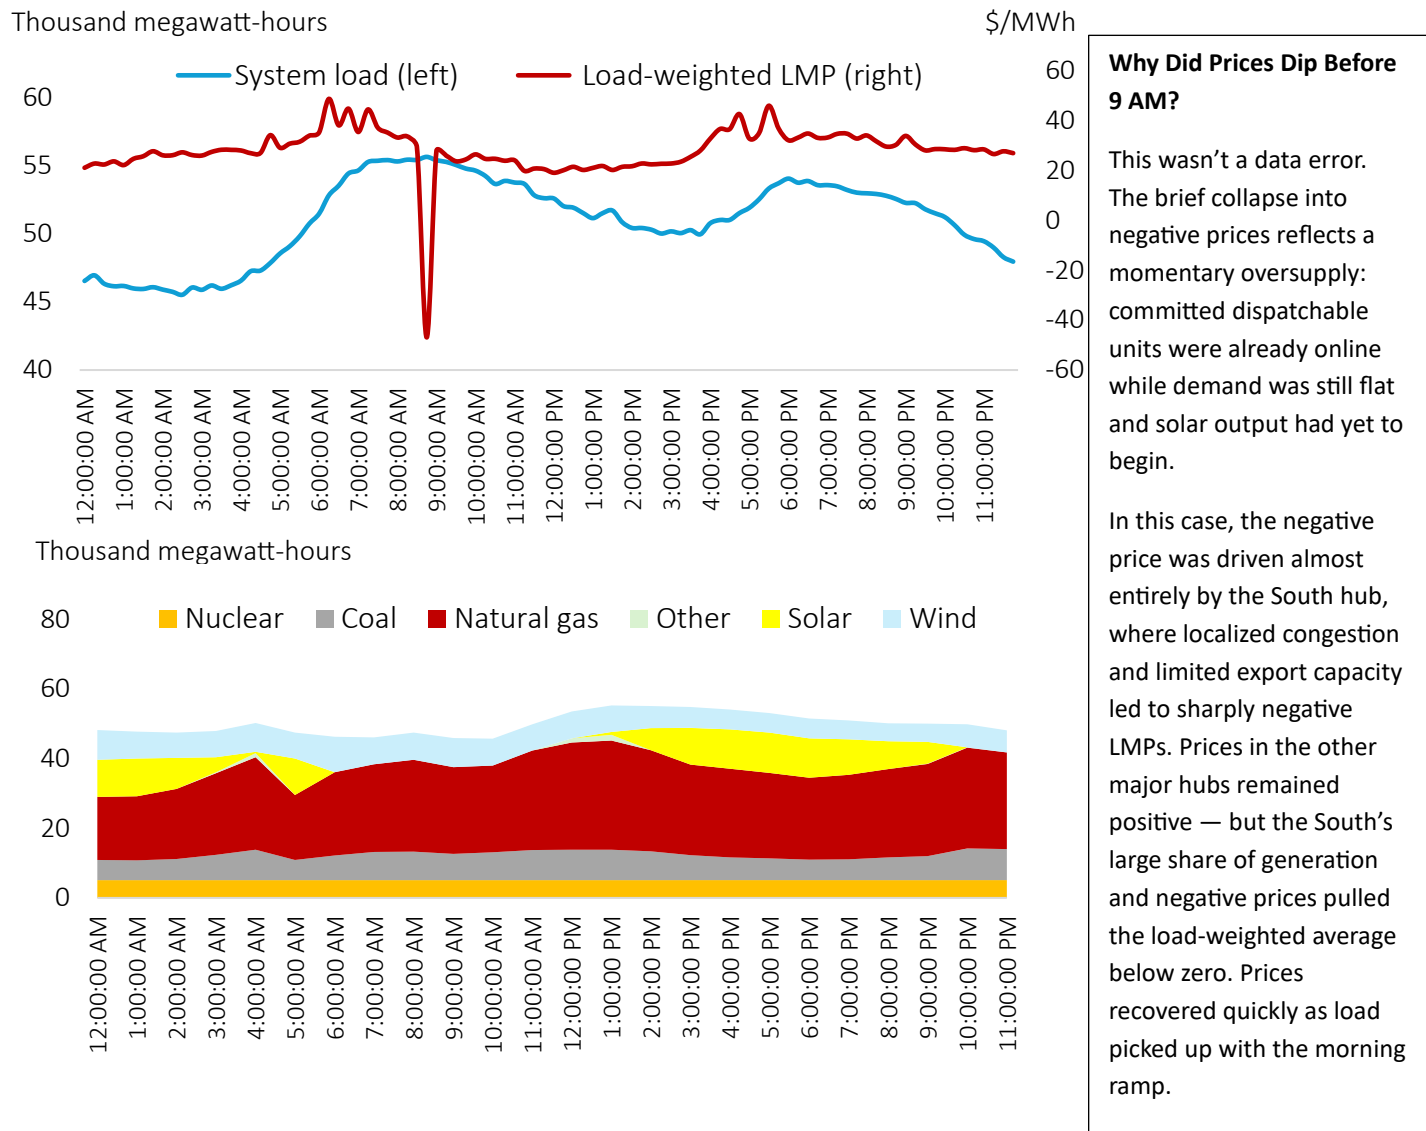 Thousand megawatt-hours
$/MWh
System load (left)
Load-weighted LMP (right)
60
55
50
45
40
60
40
20
0
-20
-40
-60
12:00:00 AM
1:00:00 AM
2:00:00 AM
3:00:00 AM
4:00:00 AM
5:00:00 AM
6:00:00 AM
7:00:00 AM
8:00:00 AM
9:00:00 AM
10:00:00 AM
11:00:00 AM
12:00:00 PM
1:00:00 PM
2:00:00 PM
3:00:00 PM
4:00:00 PM
5:00:00 PM
6:00:00 PM
7:00:00 PM
8:00:00 PM
9:00:00 PM
10:00:00 PM
11:00:00 PM
Thousand megawatt-hours
Nuclear
Coal
Natural gas
Other
Solar
Wind
80
60
40
20
0
12:00:00 AM
1:00:00 AM
2:00:00 AM
3:00:00 AM
4:00:00 AM
5:00:00 AM
6:00:00 AM
7:00:00 AM
8:00:00 AM
9:00:00 AM
10:00:00 AM
11:00:00 AM
12:00:00 PM
1:00:00 PM
2:00:00 PM
3:00:00 PM
4:00:00 PM
5:00:00 PM
6:00:00 PM
7:00:00 PM
8:00:00 PM
9:00:00 PM
10:00:00 PM
11:00:00 PM
Why Did Prices Dip Before
9 AM?
This wasn’t a data error.
The brief collapse into
negative prices reflects a
momentary oversupply:
committed dispatchable
units were already online
while demand was still flat
and solar output had yet to
begin.
In this case, the negative
price was driven almost
entirely by the South hub,
where localized congestion
and limited export capacity
led to sharply negative
LMPs. Prices in the other
major hubs remained
positive — but the South’s
large share of generation
and negative prices pulled
the load-weighted average
below zero. Prices
recovered quickly as load
picked up with the morning
ramp.